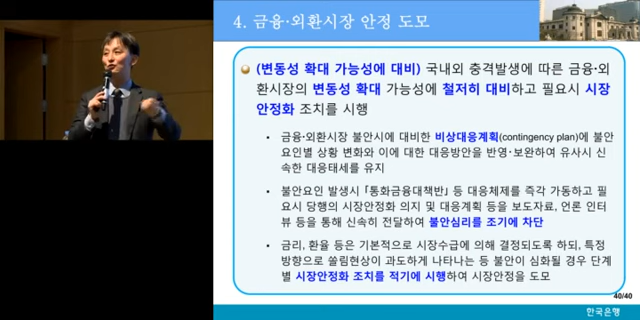 4. 금융·외환시장 안정 도모
(변동성 확대 가능성에 대비) 국내외 충격발생에 따른 금융·외
환시장의 변동성 확대 가능성에 철저히 대비하고 필요시 시장
안정화 조치를 시행
• 금융·외환시장 불안시에 대비한 비상대응계획(contingency plan)에 불안
요인별 상황 변화와 이에 대한 대응방안을 반영·보완하여 유사시 신
속한 대응태세를 유지
• 불안요인 발생시 「통화금융대책반」 등 대응체제를 즉각 가동하고 필
요시 당행의 시장안정화 의지 및 대응계획 등을 보도자료, 언론 인터
뷰 등을 통해 신속히 전달하여 불안심리를 조기에 차단
• 금리, 환율 등은 기본적으로 시장수급에 의해 결정되도록 하되, 특정
방향으로 쏠림현상이 과도하게 나타나는 등 불안이 심화될 경우 단계
별 시장안정화 조치를 적기에 시행하여 시장안정을 도모
40/40
한국은행